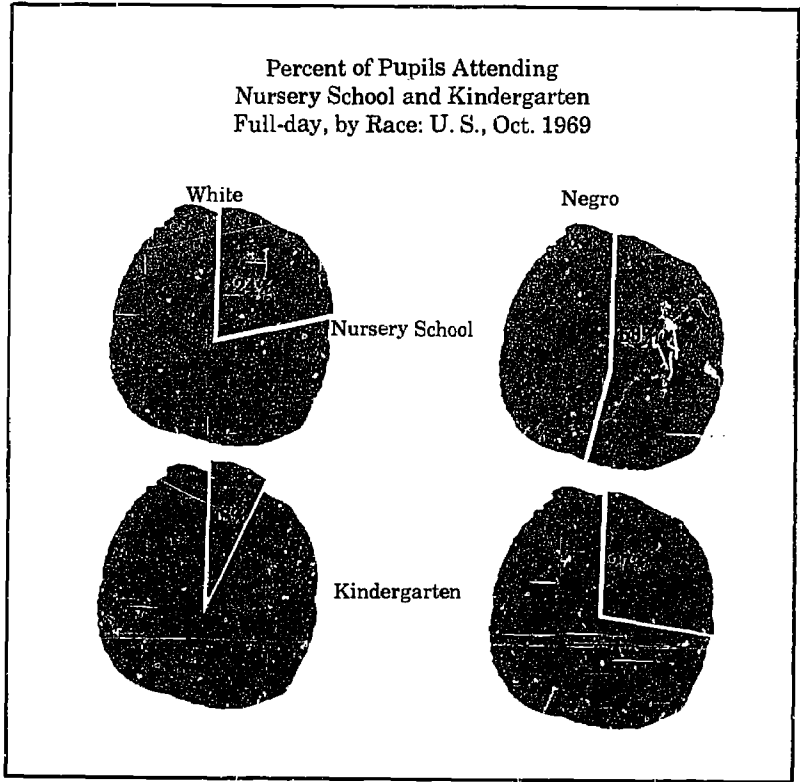 Percent of Pupils Attending
Nursery School and Kindergarten
Full-day, by Race: U. S., Oct. 1969
White
Negro
Nursery School
Kindergarten